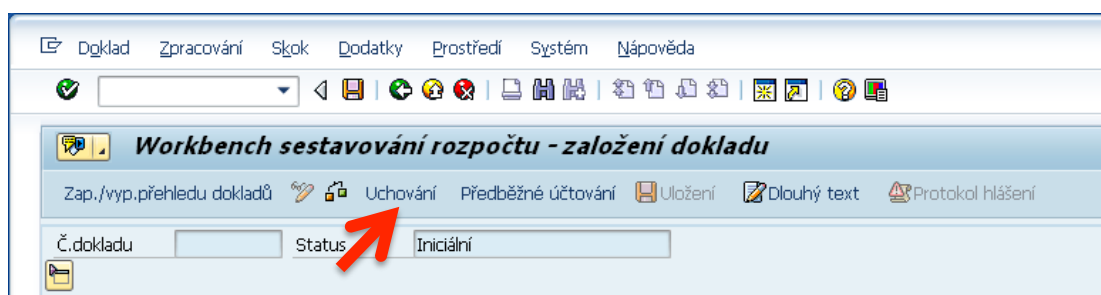 Doklad Zpracování Skok Dodatky Prostředí Systém Nápověda
Workbench sestavování rozpočtu - založení dokladu
Zap./vyp.přehledu dokladů Uchování Předběžné účtování Uložení Dlouhý text Protokol hlášení
Č.dokladu Status Iniciální